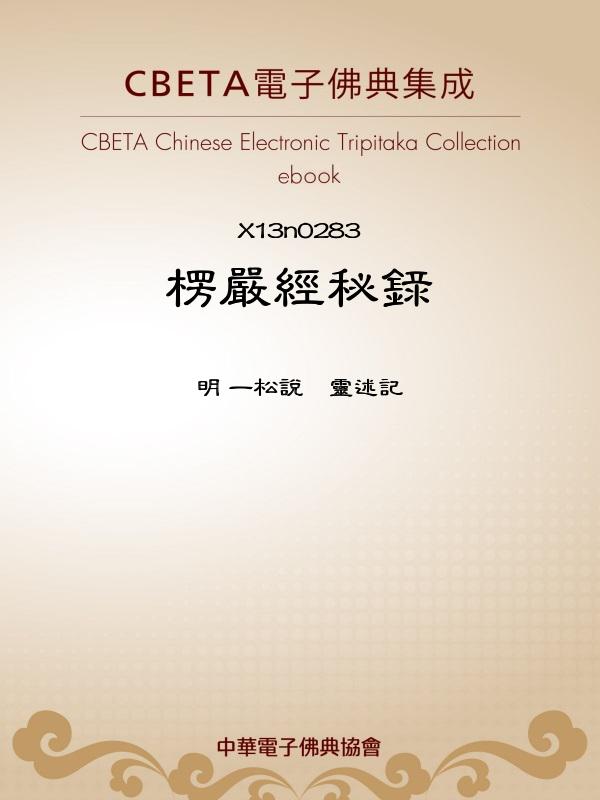 CBETA電子佛典集成
CBETA Chinese Electronic Tripitaka Collection
ebook
X13n0283
楞嚴經秘錄
明 一松說　靈述記
中華電子佛典協會